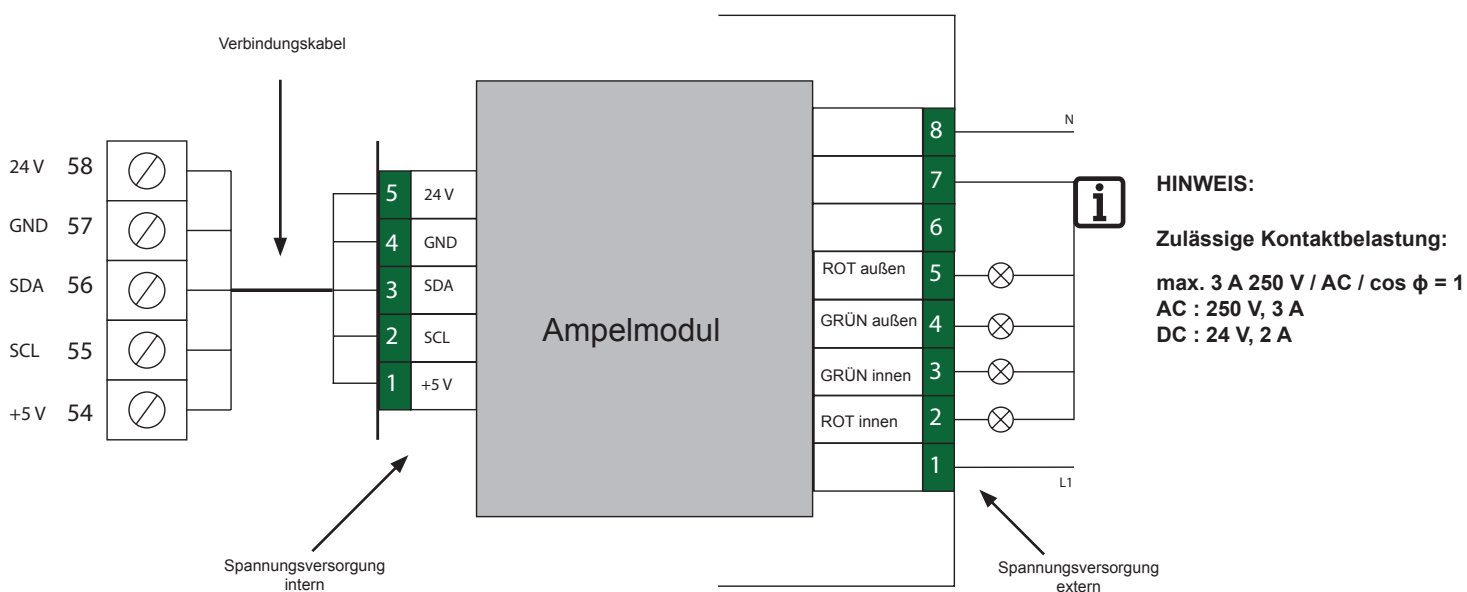 Verbindungskabel
24 V 58
GND 57
SDA 56
SCL 55
+5 V 54
5 24 V
4 GND
3 SDA
2 SCL
1 +5 V
Spannungsversorgung
intern
Ampelmodul
8 N
7
6
ROT außen 5
GRÜN außen 4
GRÜN innen 3
ROT innen 2
1 L1
Spannungsversorgung
extern
i
HINWEIS:
Zulässige Kontaktbelastung:
max. 3 A 250 V / AC / cos ϕ = 1
AC : 250 V, 3 A
DC : 24 V, 2 A